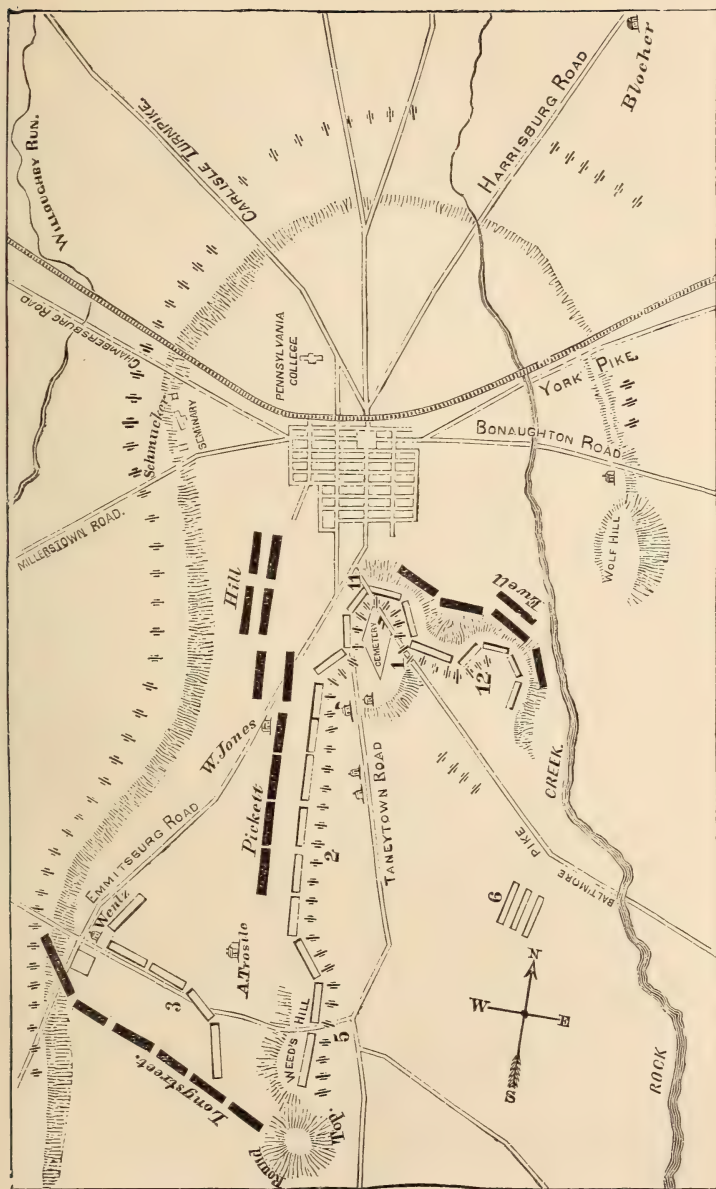 WILLOUGHBY RUN.
CARLISLE TURNPIKE.
HARRISBURG ROAD
Blocher
CHAMBERSBURG ROAD
Schmucker
SEMINARY
PENNSYLVANIA
COLLEGE
YORK PIKE.
BONAUGHTON ROAD
MILLERSTOWN ROAD.
WOLF HILL
Hill
11
Ewell
CEMETERY
1
12
W. Jones
Pickett
EMMITSBURG ROAD
TANEYTOWN ROAD
2
CREEK.
BALTIMORE
PIKE
Wentz
A. Trostle
3
6
N
W
E
S
WEED'S HILL
5
Longstreet.
Round
Top.
ROCK